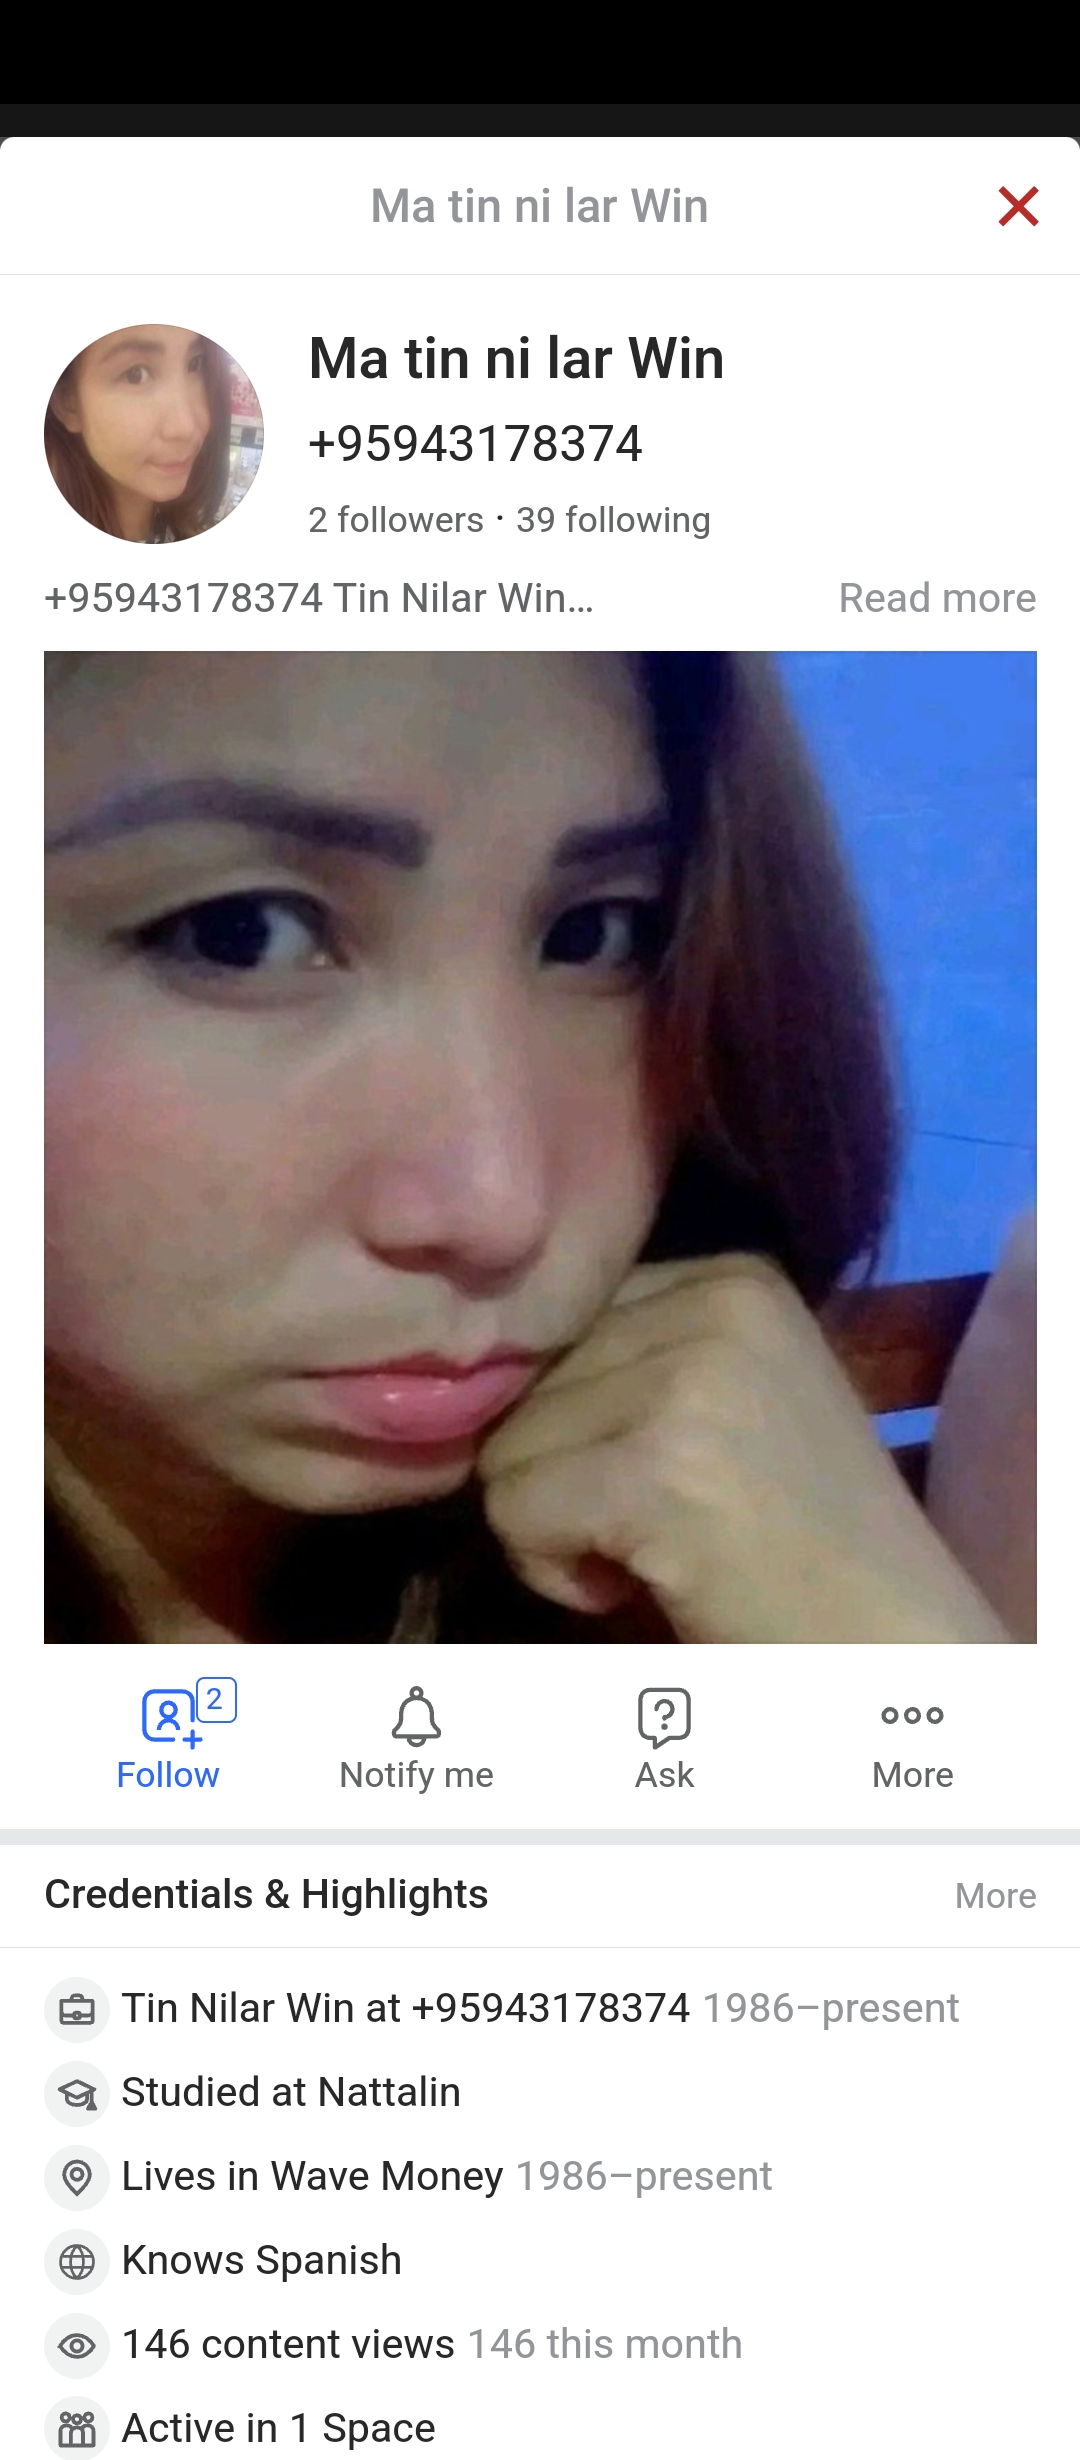 Ma tin ni lar Win
Ma tin ni lar Win
+95943178374
2 followers · 39 following
+95943178374 Tin Nilar Win...
Read more
2
Follow
Notify me
Ask
More
Credentials & Highlights
More
Tin Nilar Win at +95943178374 1986–present
Studied at Nattalin
Lives in Wave Money 1986–present
Knows Spanish
146 content views 146 this month
Active in 1 Space